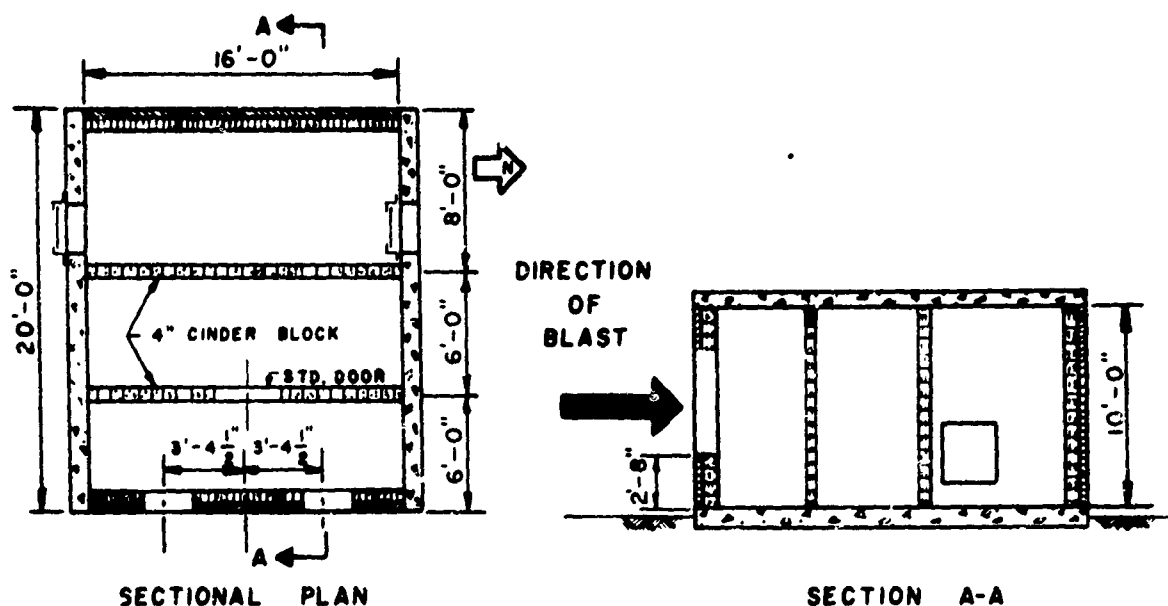 A
16'-0"
N
20'-0"
8'-0"
4" CINDER BLOCK
6'-0"
STD. DOOR
3'-4 1/2"
3'-4 1/2"
6'-0"
A
SECTIONAL PLAN
DIRECTION
OF
BLAST
2'-8"
10'-0"
SECTION A-A